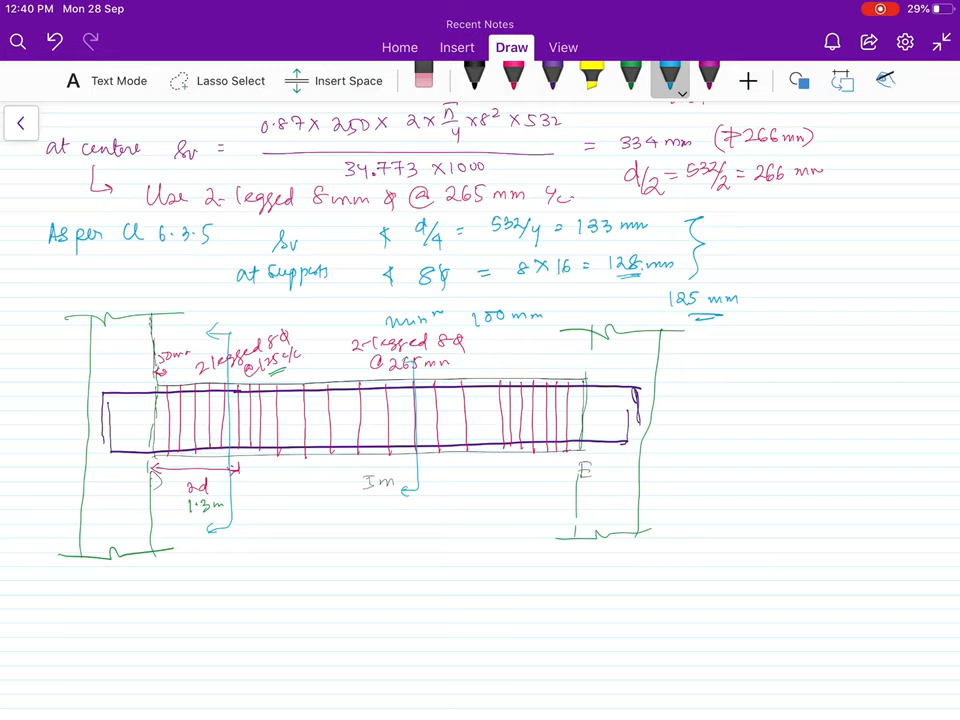 12:40 PM Mon 28 Sep
29%
Recent Notes
Home Insert Draw View
A Text Mode Lasso Select Insert Space
0.87 × 250 × 2 × π/4 × 8² × 532
at centre Sv = = 334 mm (≯266mm)
34.773 × 1000
d/2 = 532/2 = 266 mm
Use 2-legged 8mm ϕ @ 265 mm c/c
As per Cl 6.3.5 Sv ≮ d/4 = 532/4 = 133 mm
at supports ≮ 8ϕ = 8 × 16 = 128 mm
125 mm
minm 100 mm
50mm
2 legged 8ϕ @ 125 c/c
2-legged 8ϕ
@ 265 mm
2d
1.3m
Im
D
E